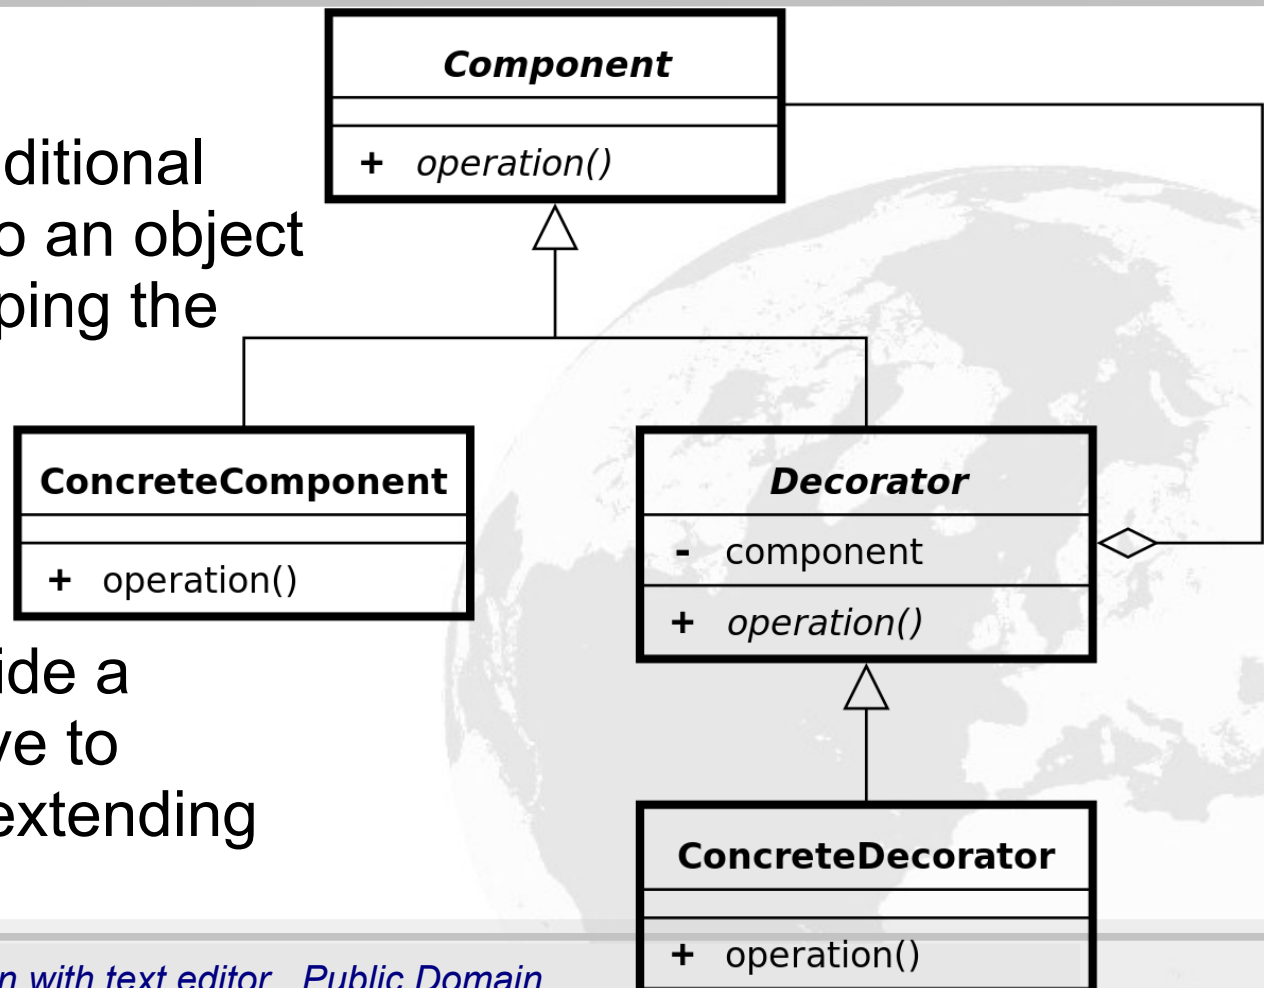 Component
+ operation()
ditional
o an object
ping the
ConcreteComponent
+ operation()
Decorator
- component
+ operation()
ide a
ve to
extending
ConcreteDecorator
+ operation()
n with text editor Public Domain